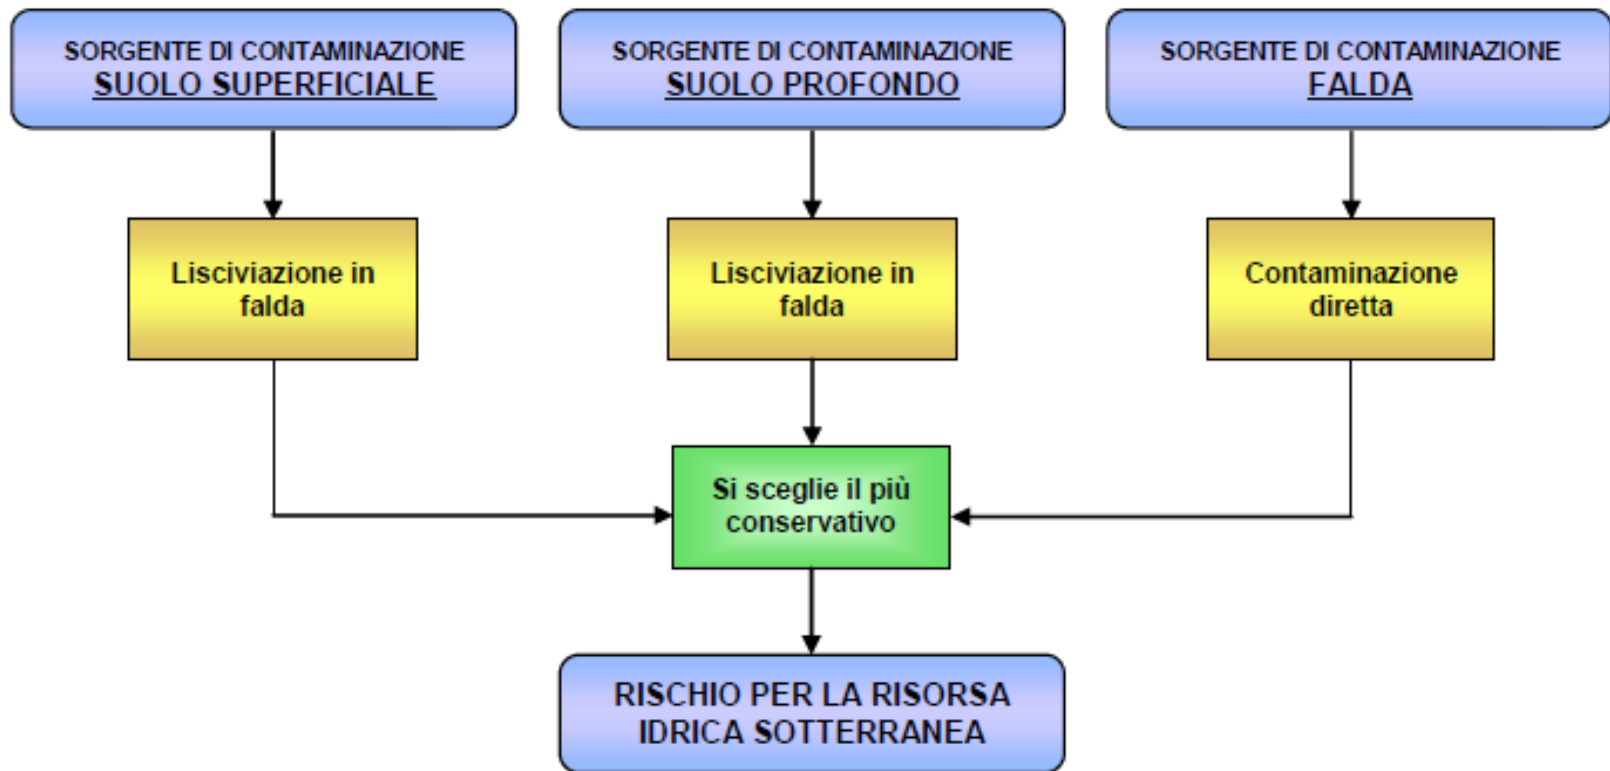 SORGENTE DI CONTAMINAZIONE
SUOLO SUPERFICIALE
SORGENTE DI CONTAMINAZIONE
SUOLO PROFONDO
SORGENTE DI CONTAMINAZIONE
FALDA
Lisciviazione in
falda
Lisciviazione in
falda
Contaminazione
diretta
Si sceglie il più
conservativo
RISCHIO PER LA RISORSA
IDRICA SOTTERRANEA